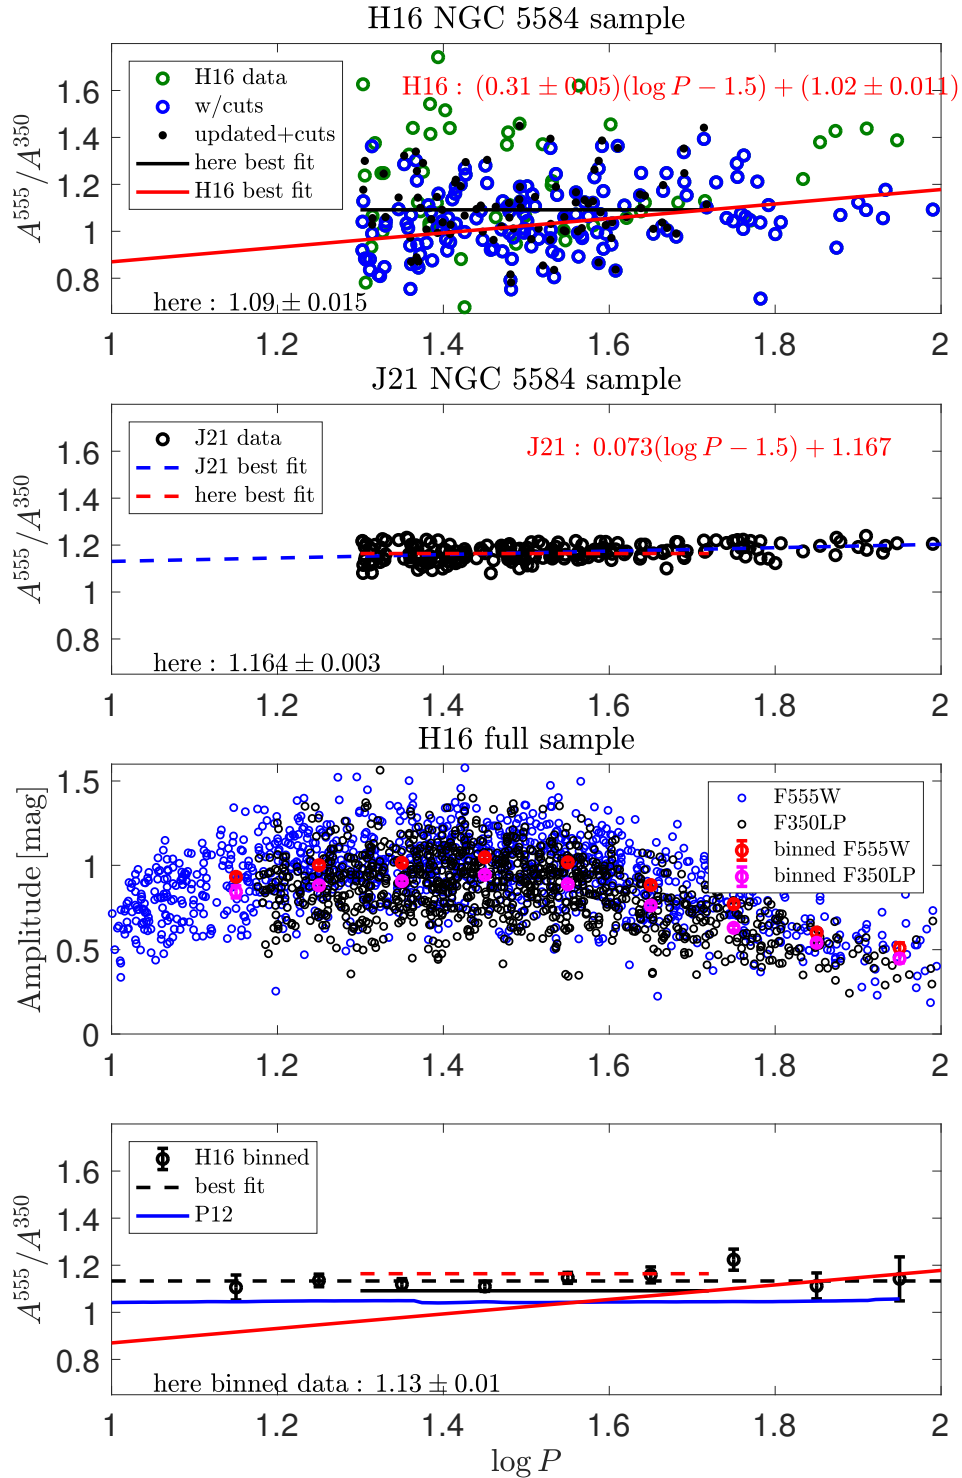 H16 NGC 5584 sample
H16 data
w/cuts
updated+cuts
here best fit
H16 best fit
H16 : (0.31 ± 0.05)(log P − 1.5) + (1.02 ± 0.011)
A^555/A^350
1.6
1.4
1.2
1
0.8
here : 1.09 ± 0.015
1 1.2 1.4 1.6 1.8 2
J21 NGC 5584 sample
J21 data
J21 best fit
here best fit
J21 : 0.073(log P − 1.5) + 1.167
A^555/A^350
1.6
1.4
1.2
1
0.8
here : 1.164 ± 0.003
1 1.2 1.4 1.6 1.8 2
H16 full sample
F555W
F350LP
binned F555W
binned F350LP
Amplitude [mag]
1.5
1
0.5
0
1 1.2 1.4 1.6 1.8 2
H16 binned
best fit
P12
A^555/A^350
1.6
1.4
1.2
1
0.8
here binned data : 1.13 ± 0.01
1 1.2 1.4 1.6 1.8 2
log P